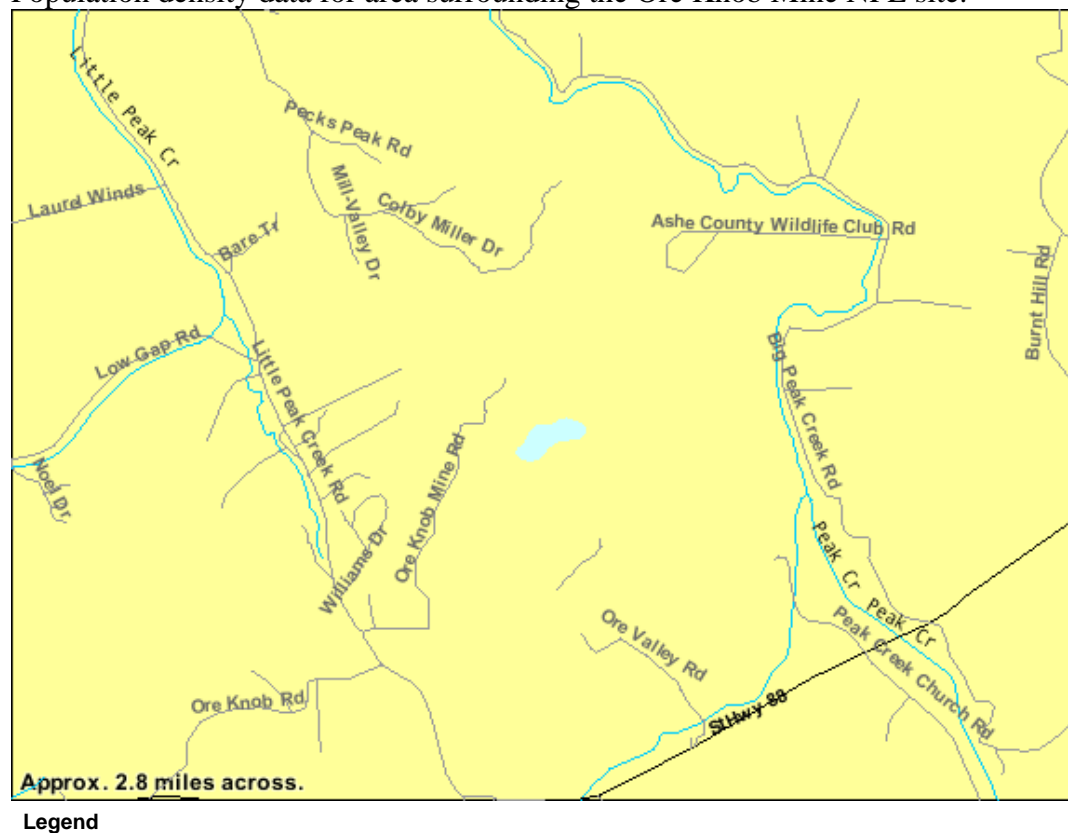 Population density data for area surrounding the Ore Knob Mine NPL site.
Little Peak Cr
Pecks Peak Rd
Laurel Winds
Mill-Valley Dr
Colby Miller Dr
Ashe County Wildlife Club Rd
Bare Tr
Burnt Hill Rd
Low Gap Rd
Little Peak Creek Rd
Big Peak Creek Rd
Ore Knob Mine Rd
Noel Dr
Williams Dr
Peak Cr
Peak Cr
Ore Valley Rd
Peak Creek Church Rd
Ore Knob Rd
StHwy 88
Approx. 2.8 miles across.
Legend